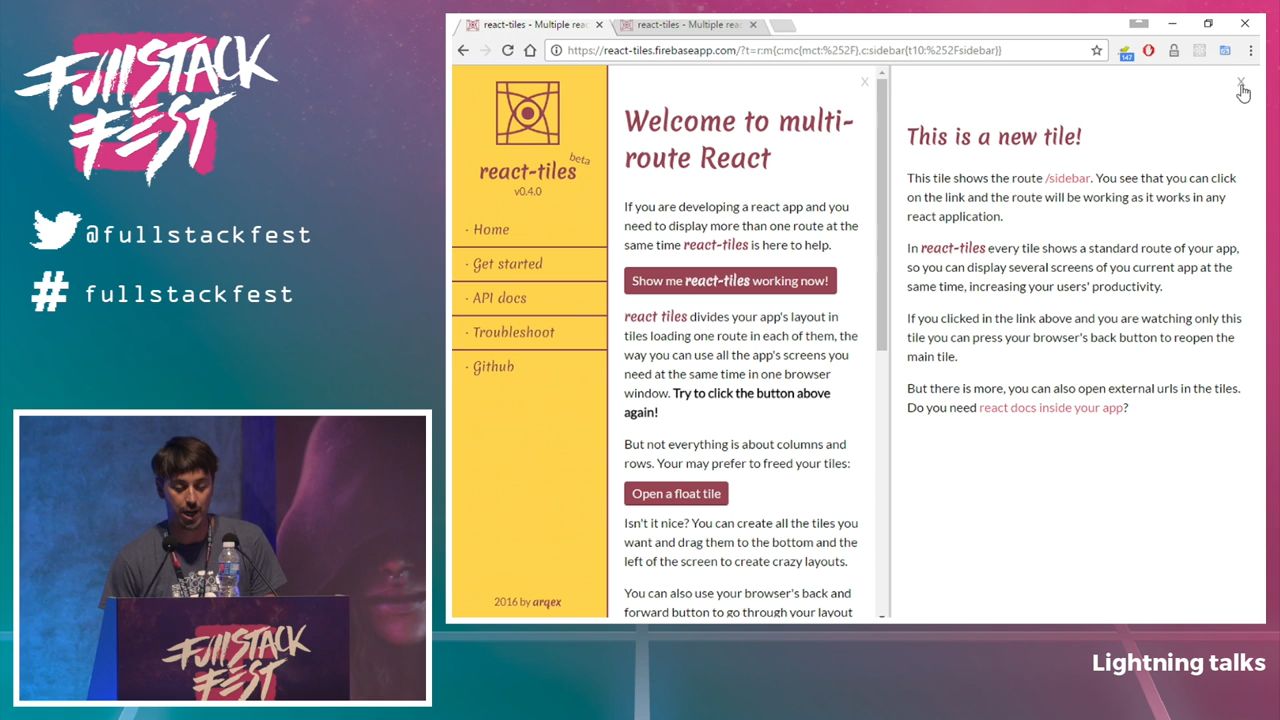 FullStack
Fest
@fullstackfest
# fullstackfest
react-tiles - Multiple rea
react-tiles - Multiple rou
https://react-tiles.firebaseapp.com/?t=r:m{cmc{mct:%252F},c:sidebar{t10:%252Fsidebar}}
147
beta
react-tiles
v0.4.0
· Home
· Get started
· API docs
· Troubleshoot
· Github
2016 by arqex
X
Welcome to multi-
route React
If you are developing a react app and you
need to display more than one route at the
same time react-tiles is here to help.
Show me react-tiles working now!
react tiles divides your app's layout in
tiles loading one route in each of them, the
way you can use all the app's screens you
need at the same time in one browser
window. Try to click the button above
again!
But not everything is about columns and
rows. Your may prefer to freed your tiles:
Open a float tile
Isn't it nice? You can create all the tiles you
want and drag them to the bottom and the
left of the screen to create crazy layouts.
You can also use your browser's back and
forward button to go through your layout
X
This is a new tile!
This tile shows the route /sidebar. You see that you can click
on the link and the route will be working as it works in any
react application.
In react-tiles every tile shows a standard route of your app,
so you can display several screens of you current app at the
same time, increasing your users' productivity.
If you clicked in the link above and you are watching only this
tile you can press your browser's back button to reopen the
main tile.
But there is more, you can also open external urls in the tiles.
Do you need react docs inside your app?
FullStack
Fest
Lightning talks